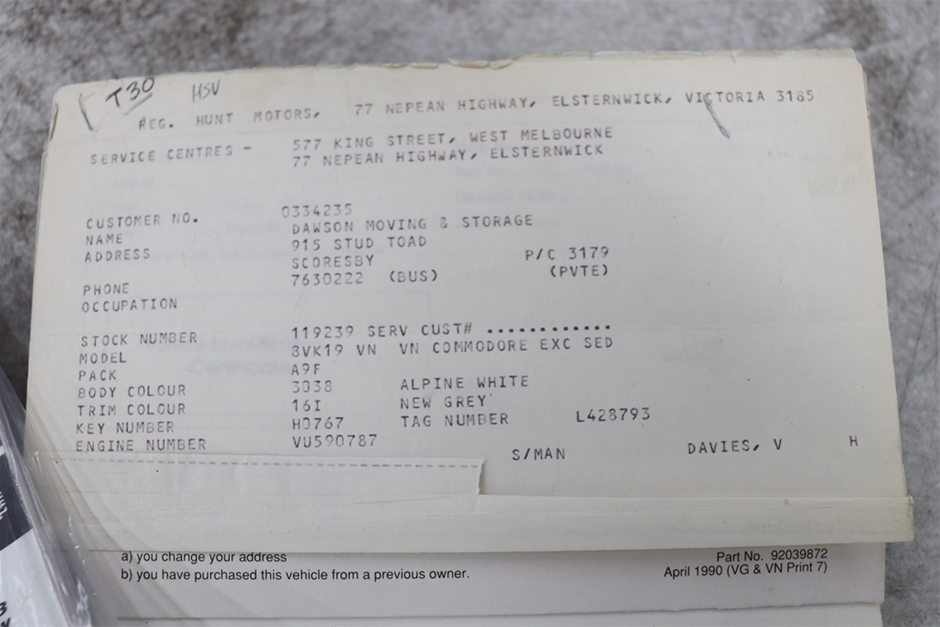 T30 HSV
REG. HUNT MOTORS, 77 NEPEAN HIGHWAY, ELSTERNWICK, VICTORIA 3185
SERVICE CENTRES - 577 KING STREET, WEST MELBOURNE
77 NEPEAN HIGHWAY, ELSTERNWICK
CUSTOMER NO. 0334235
NAME DAWSON MOVING & STORAGE
ADDRESS 915 STUD TOAD
SCORESBY P/C 3179
PHONE 7630222 (BUS) (PVTE)
OCCUPATION
STOCK NUMBER 119239 SERV CUST# ............
MODEL 8VK19 VN VN COMMODORE EXC SED
PACK A9F
BODY COLOUR 3038 ALPINE WHITE
TRIM COLOUR 16I NEW GREY
KEY NUMBER H0767 TAG NUMBER L428793
ENGINE NUMBER VU590787
S/MAN DAVIES, V H
a) you change your address
b) you have purchased this vehicle from a previous owner.
Part No. 92039872
April 1990 (VG & VN Print 7)